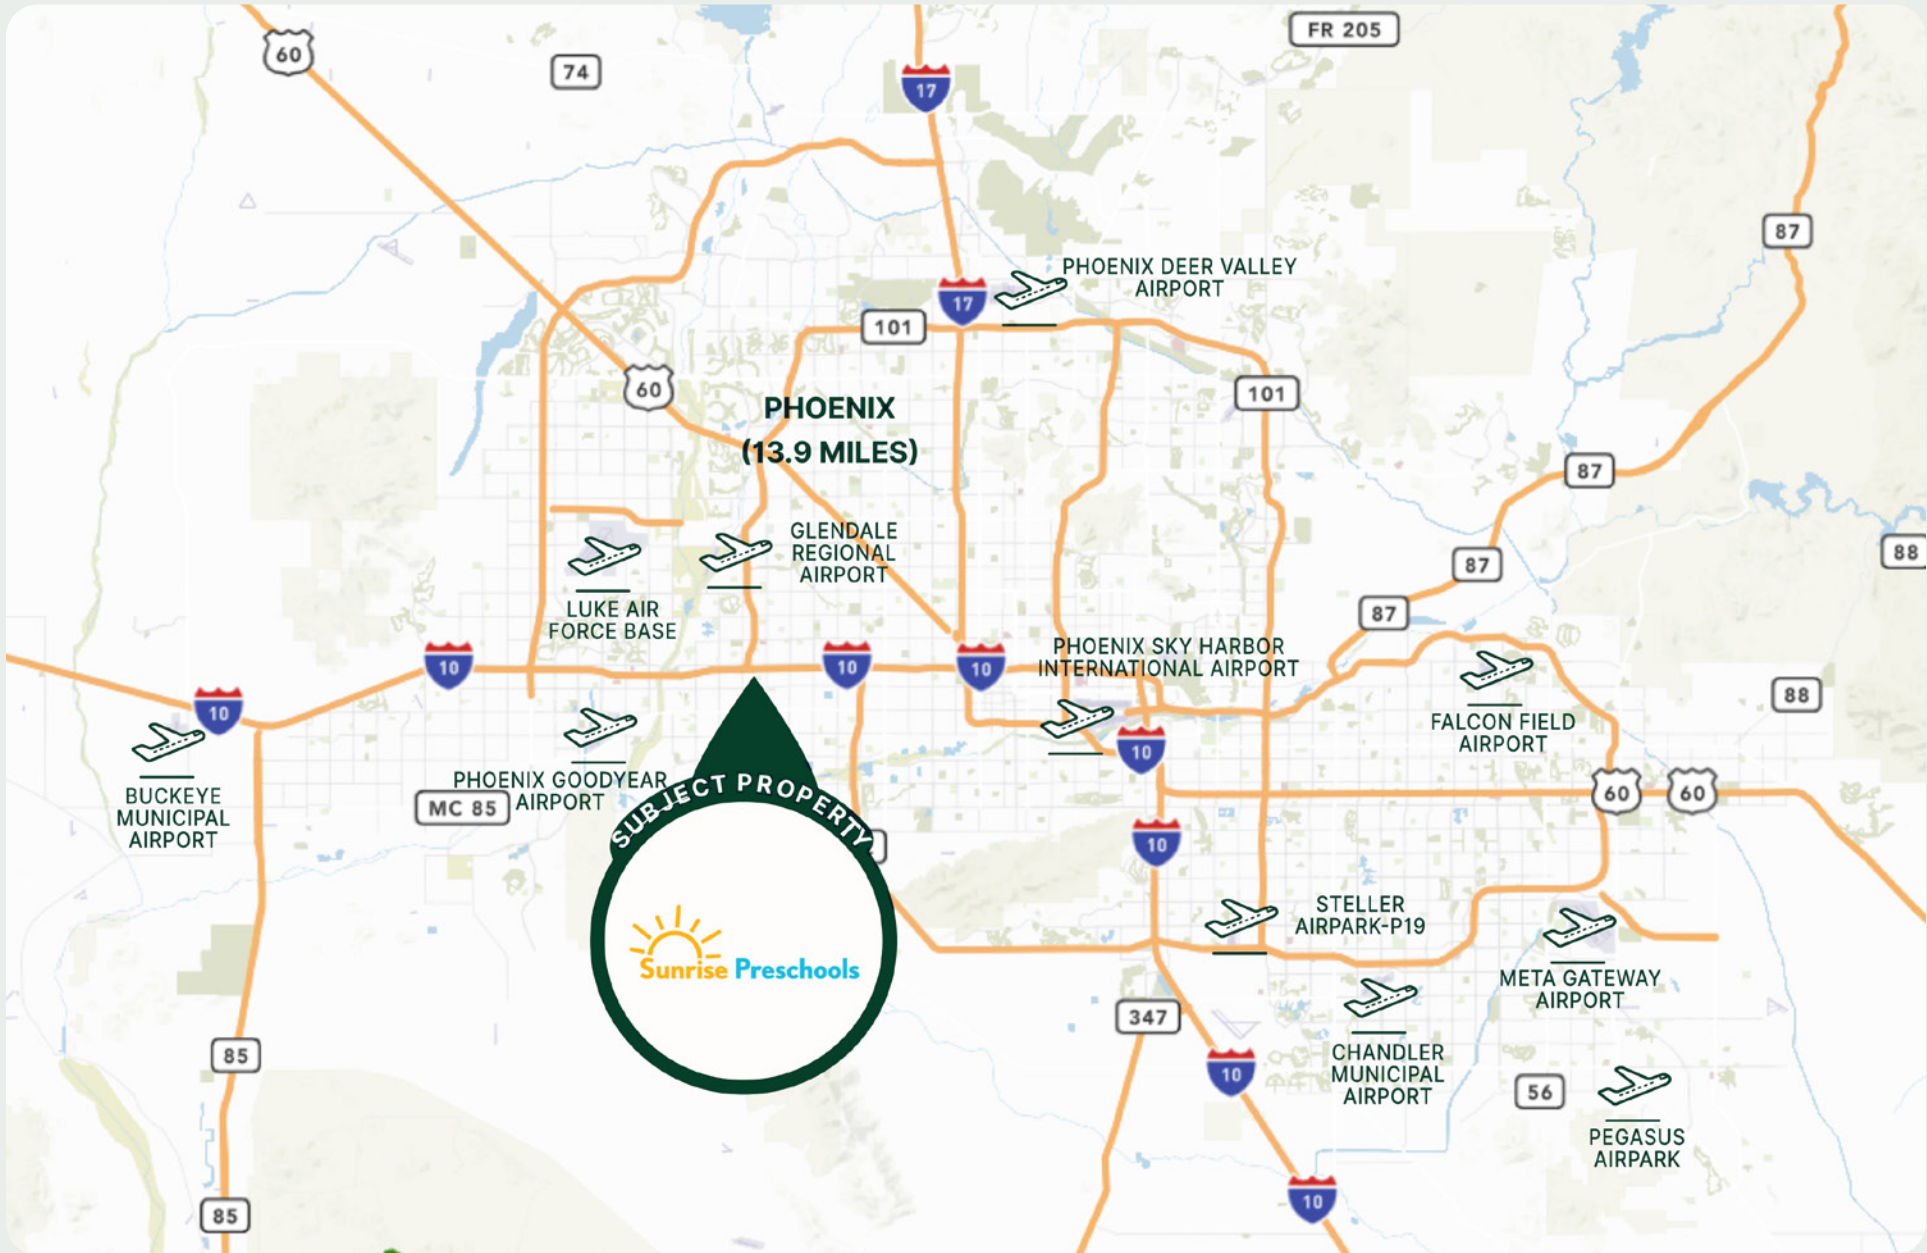 FR 205
60
74
17
87
PHOENIX DEER VALLEY
AIRPORT
17
101
60
101
PHOENIX
(13.9 MILES)
87
GLENDALE
REGIONAL
AIRPORT
87
88
LUKE AIR
FORCE BASE
87
PHOENIX SKY HARBOR
INTERNATIONAL AIRPORT
10
10
10
10
88
FALCON FIELD
AIRPORT
10
PHOENIX GOODYEAR
AIRPORT
MC 85
BUCKEYE
MUNICIPAL
AIRPORT
60
60
SUBJECT PROPERTY
10
STELLER
AIRPARK-P19
Sunrise Preschools
META GATEWAY
AIRPORT
347
85
CHANDLER
MUNICIPAL
AIRPORT
10
56
PEGASUS
AIRPARK
10
85